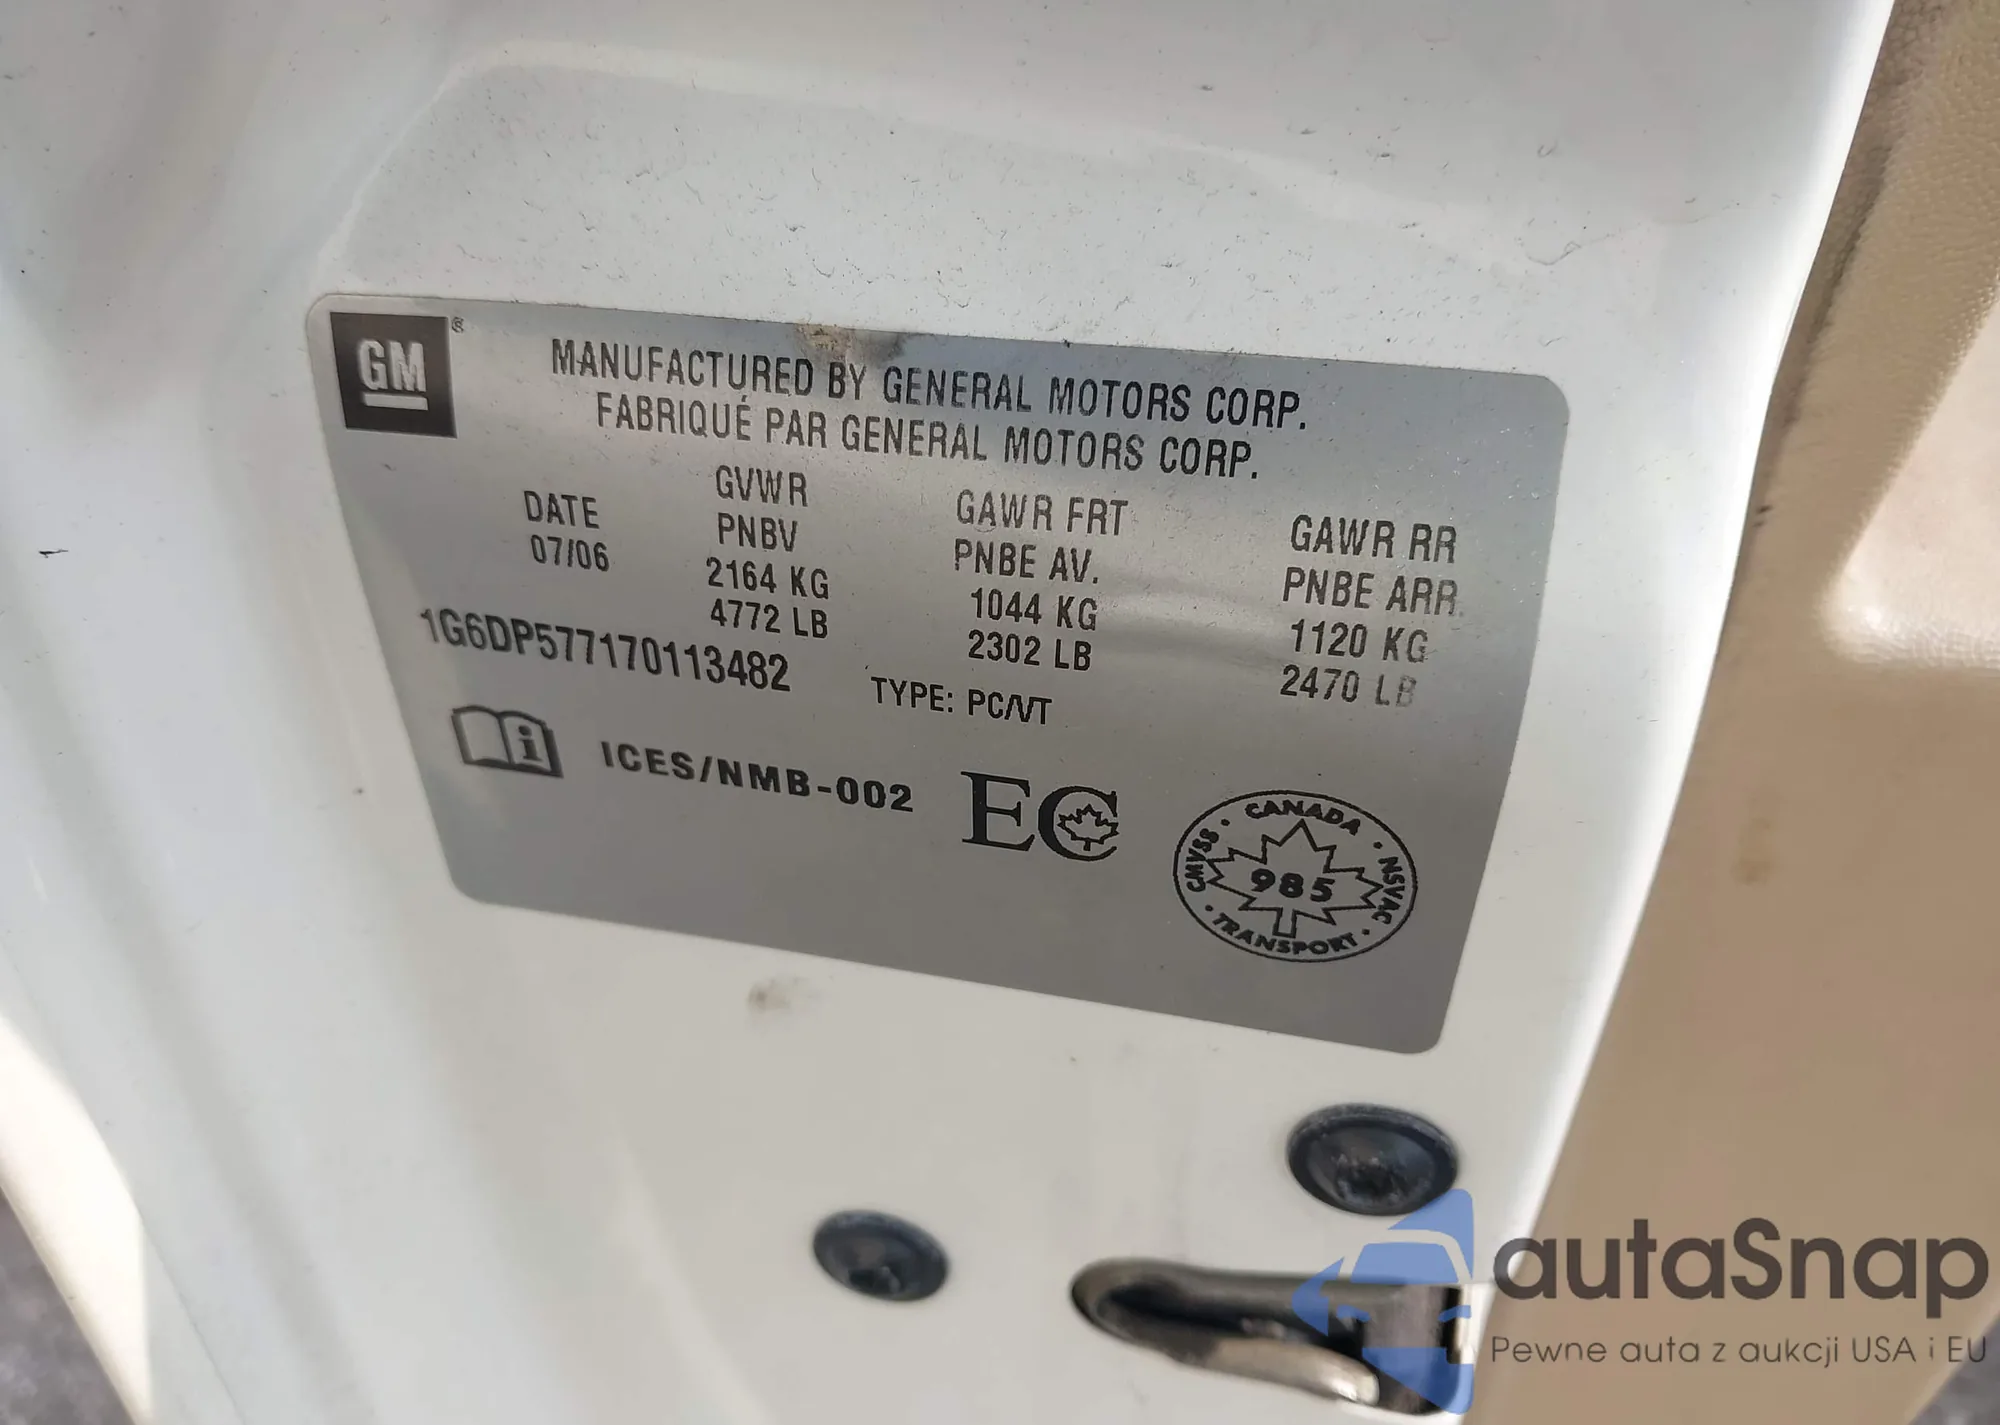 GM ®
MANUFACTURED BY GENERAL MOTORS CORP.
FABRIQUÉ PAR GENERAL MOTORS CORP.
DATE GVWR GAWR FRT GAWR RR
07/06 PNBV PNBE AV. PNBE ARR.
2164 KG 1044 KG 1120 KG
4772 LB 2302 LB 2470 LB
1G6DP577170113482 TYPE: PC/VT
i ICES/NMB-002 EC
CANADA
CMVSS · 985 · NSVAC
TRANSPORT
autaSnap
Pewne auta z aukcji USA i EU